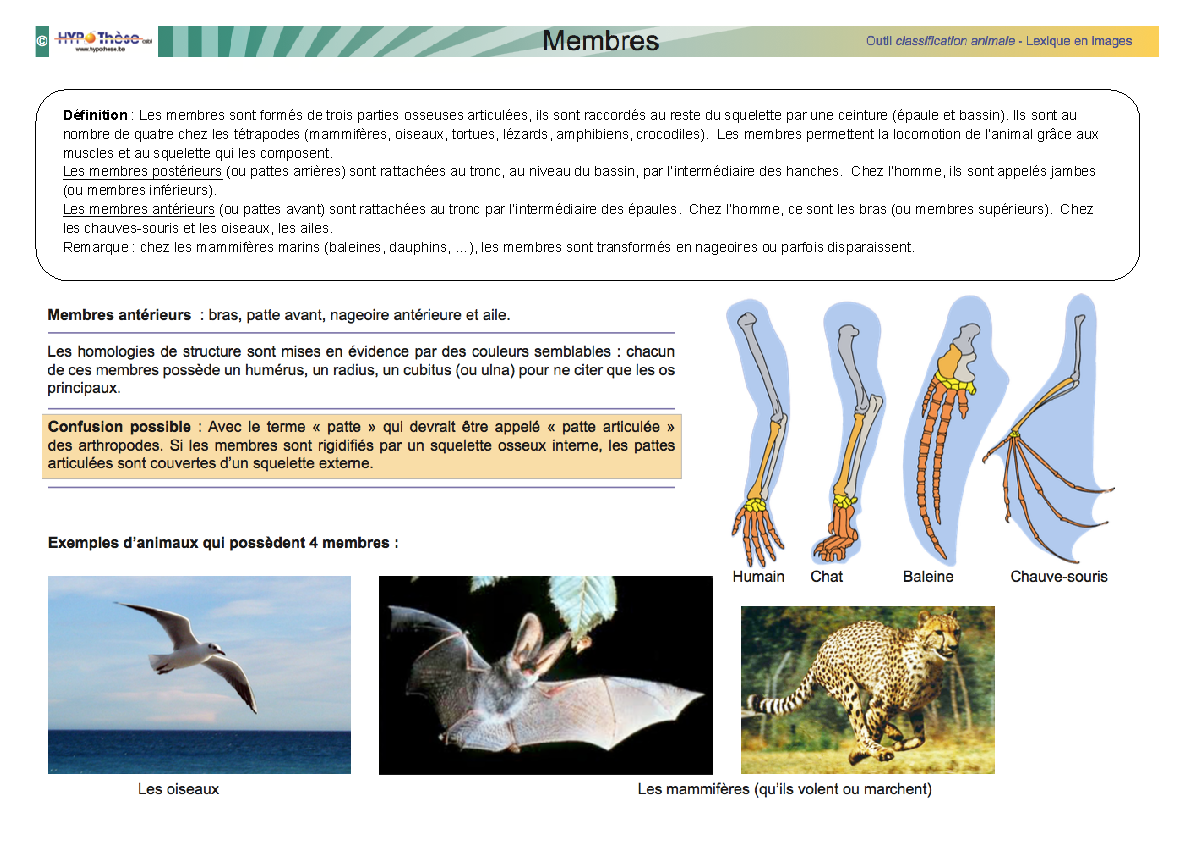 © HYPOThèse asbl
www.hypothese.be
Membres
Outil classification animale - Lexique en images
Définition : Les membres sont formés de trois parties osseuses articulées, ils sont raccordés au reste du squelette par une ceinture (épaule et bassin). Ils sont au
nombre de quatre chez les tétrapodes (mammifères, oiseaux, tortues, lézards, amphibiens, crocodiles). Les membres permettent la locomotion de l'animal grâce aux
muscles et au squelette qui les composent.
Les membres postérieurs (ou pattes arrières) sont rattachées au tronc, au niveau du bassin, par l'intermédiaire des hanches. Chez l'homme, ils sont appelés jambes
(ou membres inférieurs).
Les membres antérieurs (ou pattes avant) sont rattachées au tronc par l'intermédiaire des épaules. Chez l'homme, ce sont les bras (ou membres supérieurs). Chez
les chauves-souris et les oiseaux, les ailes.
Remarque : chez les mammifères marins (baleines, dauphins, …), les membres sont transformés en nageoires ou parfois disparaissent.
Membres antérieurs : bras, patte avant, nageoire antérieure et aile.
Les homologies de structure sont mises en évidence par des couleurs semblables : chacun
de ces membres possède un humérus, un radius, un cubitus (ou ulna) pour ne citer que les os
principaux.
Confusion possible : Avec le terme « patte » qui devrait être appelé « patte articulée »
des arthropodes. Si les membres sont rigidifiés par un squelette osseux interne, les pattes
articulées sont couvertes d'un squelette externe.
Exemples d'animaux qui possèdent 4 membres :
Humain Chat Baleine Chauve-souris
Les oiseaux
Les mammifères (qu'ils volent ou marchent)